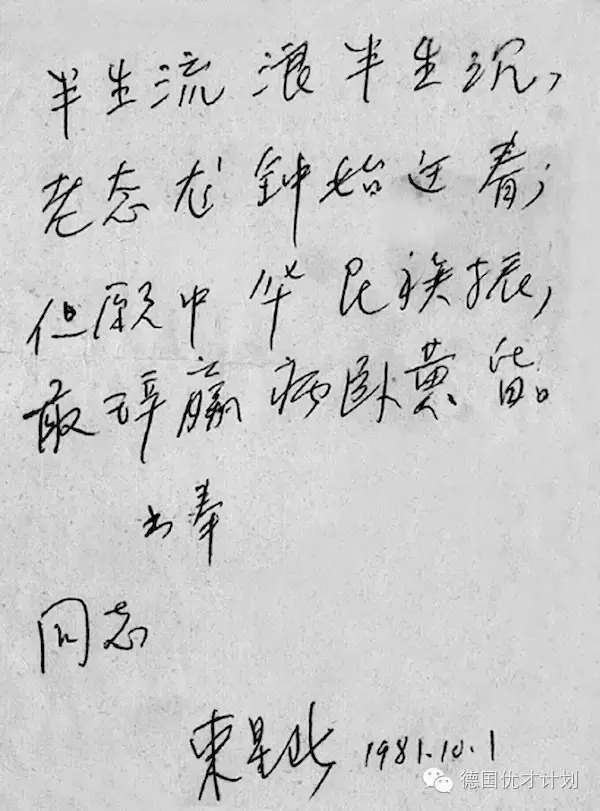 半生流浪半生沉，
老态龙钟始迂春；
但愿中华民族振，
敢辞羸病卧黄昏。
书奉
同志
束星北 1981.10.1
德国优才计划